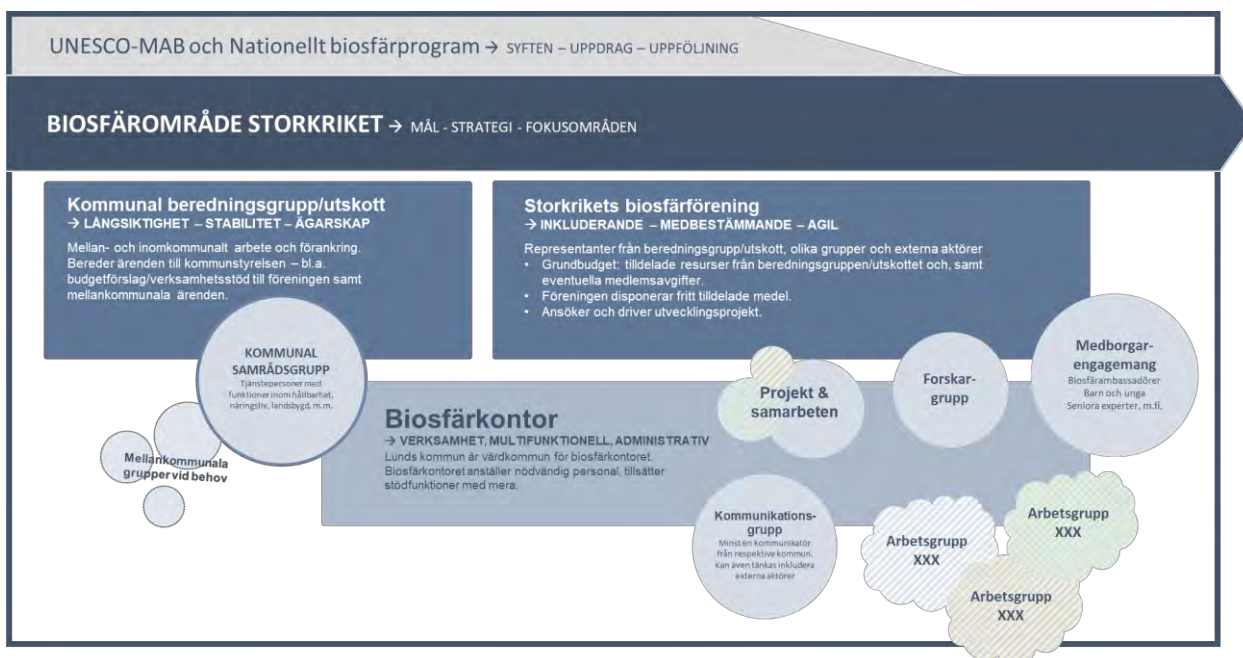 UNESCO-MAB och Nationellt biosfärprogram → SYFTEN – UPPDRAG – UPPFÖLJNING
BIOSFÄROMRÅDE STORKRIKET → MÅL - STRATEGI - FOKUSOMRÅDEN
Kommunal beredningsgrupp/utskott
→ LÅNGSIKTIGHET – STABILITET – ÄGARSKAP
Mellan- och inomkommunalt arbete och förankring.
Bereder ärenden till kommunstyrelsen – bl.a.
budgetförslag/verksamhetsstöd till föreningen samt
mellankommunala ärenden.
Storkrikets biosfärförening
→ INKLUDERANDE – MEDBESTÄMMANDE – AGIL
Representanter från beredningsgrupp/utskott, olika grupper och externa aktörer
• Grundbudget: tilldelade resurser från beredningsgruppen/utskottet och, samt
eventuella medlemsavgifter.
• Föreningen disponerar fritt tilldelade medel.
• Ansöker och driver utvecklingsprojekt.
KOMMUNAL
SAMRÅDSGRUPP
Tjänstepersoner med
funktioner inom hållbarhet,
näringsliv, landsbygd, m.m.
Mellankommunala
grupper vid behov
Biosfärkontor
→ VERKSAMHET, MULTIFUNKTIONELL, ADMINISTRATIV
Lunds kommun är värdkommun för biosfärkontoret.
Biosfärkontoret anställer nödvändig personal, tillsätter
stödfunktioner med mera.
Projekt &
samarbeten
Forskar-
grupp
Medborgar-
engagemang
Biosfärambassadörer
Barn och unga
Seniora experter, m.fl.
Kommunikations-
grupp
Minst en kommunikatör
från respektive kommun.
Kan även tänkas inkludera
externa aktörer
Arbetsgrupp
XXX
Arbetsgrupp
XXX
Arbetsgrupp
XXX